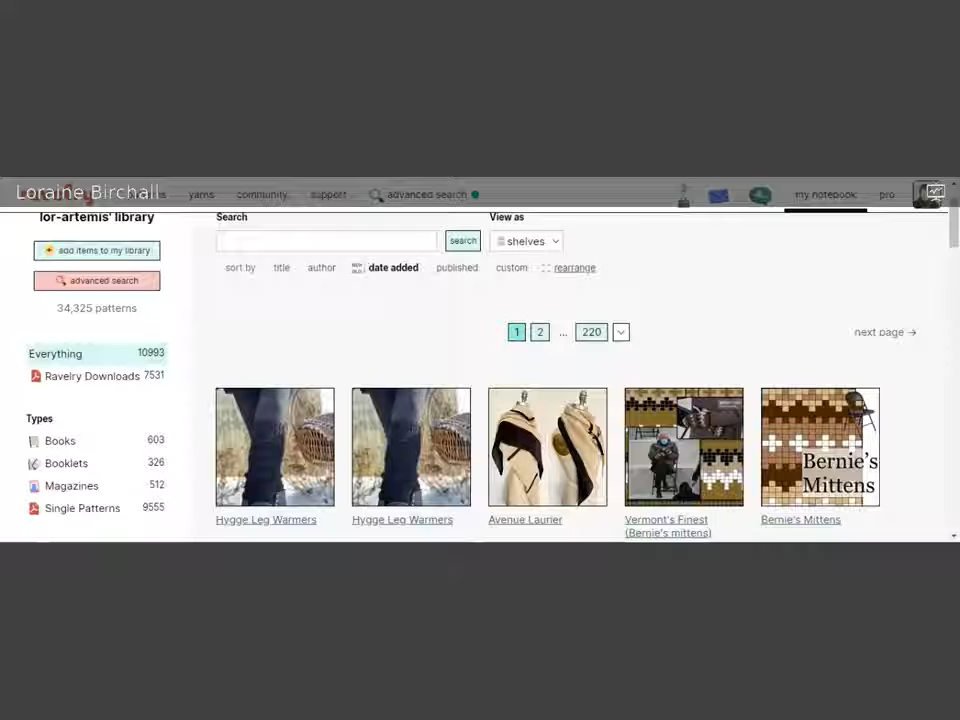 Loraine Birchall
yarns community support advanced search my notebook pro
lor-artemis' library
Search
View as
add items to my library
search
shelves
advanced search
sort by title author date added published custom rearrange
34,325 patterns
1 2 ... 220
next page →
Everything 10993
Ravelry Downloads 7531
Types
Books 603
Booklets 326
Magazines 512
Single Patterns 9555
Bernie's
Mittens
Hygge Leg Warmers
Hygge Leg Warmers
Avenue Laurier
Vermont's Finest
(Bernie's mittens)
Bernie's Mittens